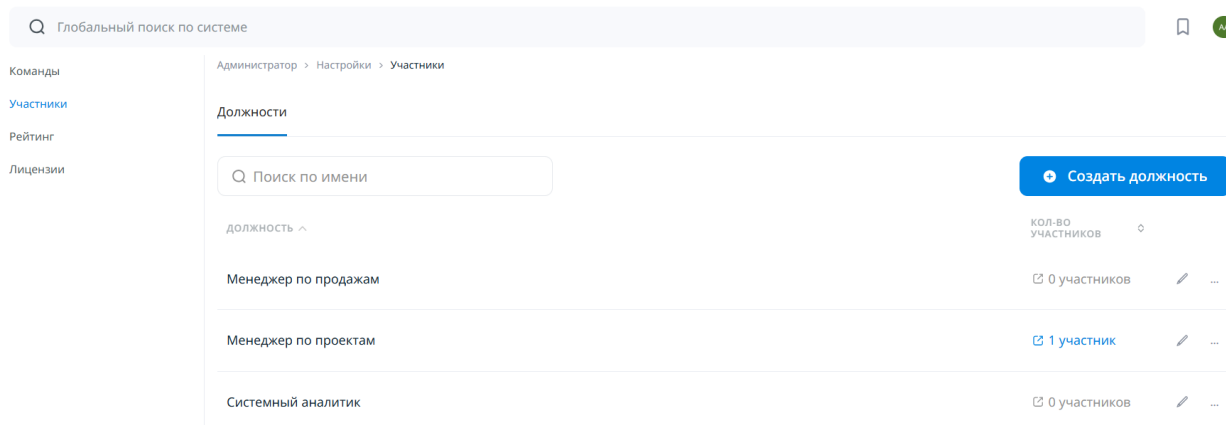 Глобальный поиск по системе
Команды
Участники
Рейтинг
Лицензии
Администратор > Настройки > Участники
Должности
Поиск по имени
Создать должность
ДОЛЖНОСТЬ
КОЛ-ВО
УЧАСТНИКОВ
Менеджер по продажам
0 участников
...
Менеджер по проектам
1 участник
...
Системный аналитик
0 участников
...